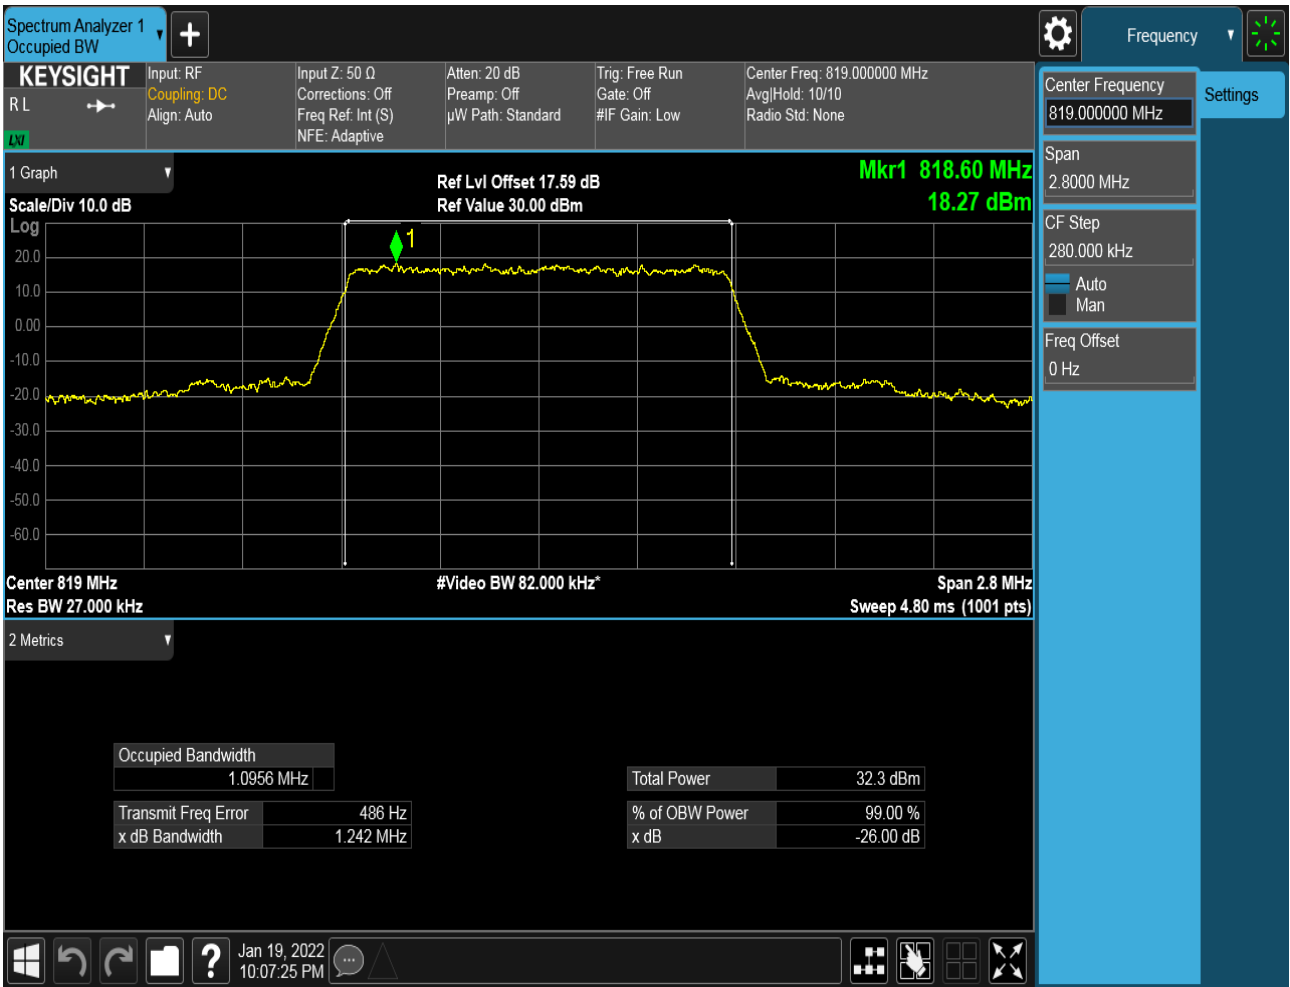 Spectrum Analyzer 1
Occupied BW
Frequency
KEYSIGHT
R L
LXI
Input: RF
Coupling: DC
Align: Auto
Input Z: 50 Ω
Corrections: Off
Freq Ref: Int (S)
NFE: Adaptive
Atten: 20 dB
Preamp: Off
µW Path: Standard
Trig: Free Run
Gate: Off
#IF Gain: Low
Center Freq: 819.000000 MHz
Avg|Hold: 10/10
Radio Std: None
Center Frequency
819.000000 MHz
Settings
Span
2.8000 MHz
CF Step
280.000 kHz
Auto
Man
Freq Offset
0 Hz
1 Graph
Scale/Div 10.0 dB
Ref Lvl Offset 17.59 dB
Ref Value 30.00 dBm
Mkr1 818.60 MHz
18.27 dBm
Log
1
20.0
10.0
0.00
-10.0
-20.0
-30.0
-40.0
-50.0
-60.0
Center 819 MHz
#Video BW 82.000 kHz*
Span 2.8 MHz
Res BW 27.000 kHz
Sweep 4.80 ms (1001 pts)
2 Metrics
Occupied Bandwidth
1.0956 MHz
Total Power 32.3 dBm
Transmit Freq Error 486 Hz
% of OBW Power 99.00 %
x dB Bandwidth 1.242 MHz
x dB -26.00 dB
?
Jan 19, 2022
10:07:25 PM